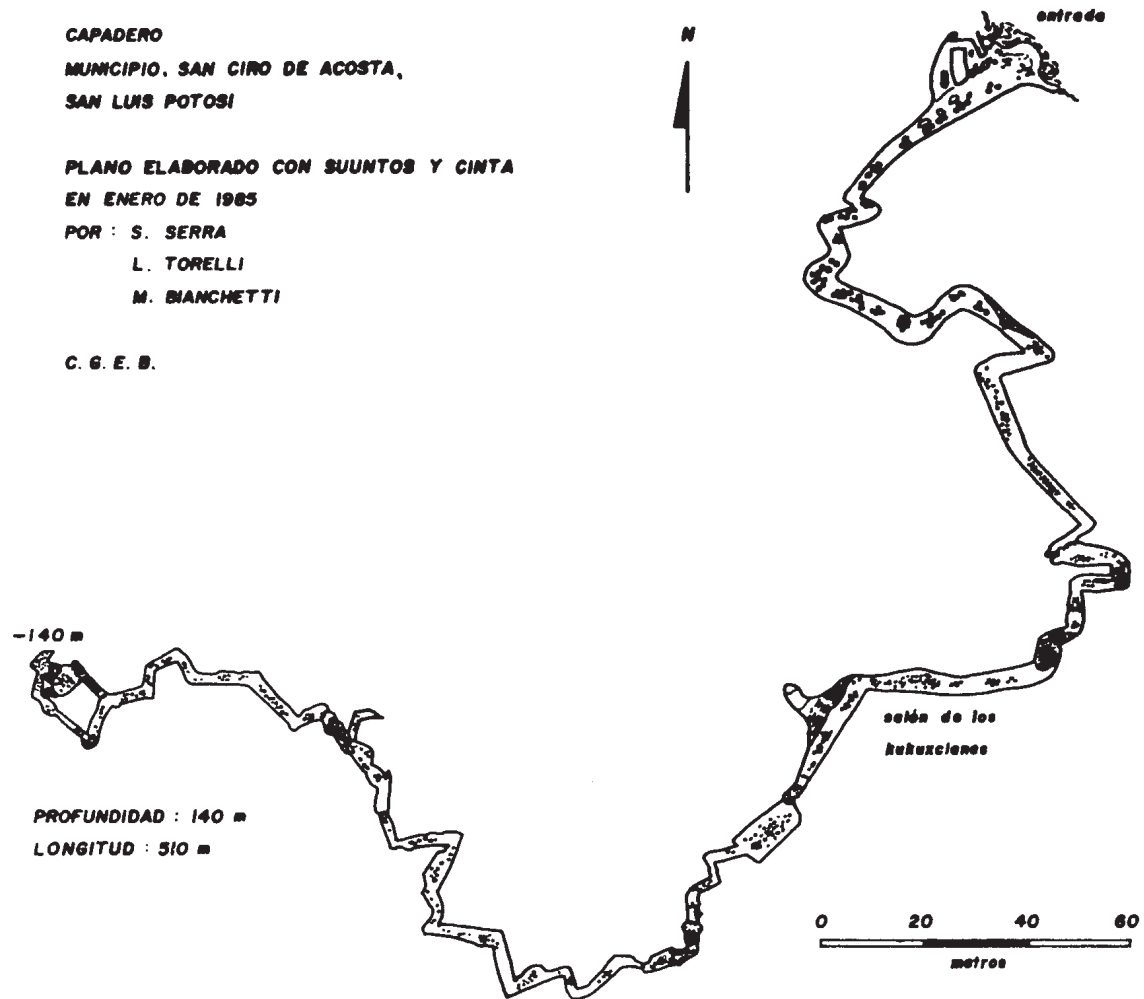 CAPADERO
MUNICIPIO, SAN CIRO DE ACOSTA,
SAN LUIS POTOSI
PLANO ELABORADO CON SUUNTOS Y CINTA
EN ENERO DE 1985
POR : S. SERRA
L. TORELLI
M. BIANCHETTI
C. G. E. B.
N
entrada
-140 m
salón de los
kukuxclanes
PROFUNDIDAD : 140 m
LONGITUD : 510 m
0 20 40 60
metros